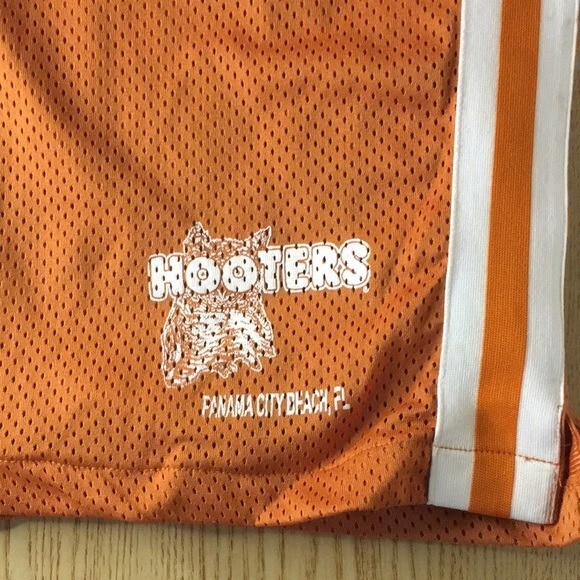 HOOTERS
PANAMA CITY BEACH, FL